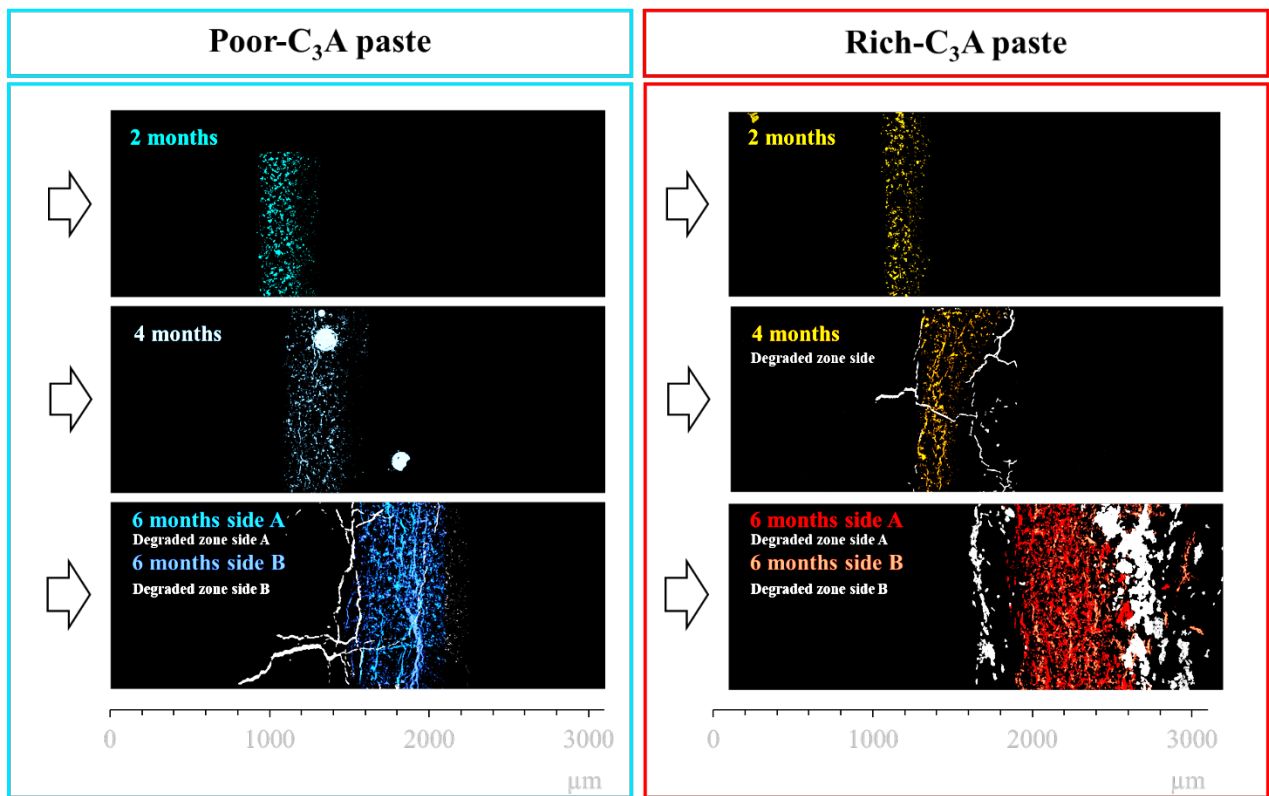 Poor-C₃A paste
2 months
4 months
6 months side A
Degraded zone side A
6 months side B
Degraded zone side B
0 1000 2000 3000
µm
Rich-C₃A paste
2 months
4 months
Degraded zone side
6 months side A
Degraded zone side A
6 months side B
Degraded zone side B
0 1000 2000 3000
µm